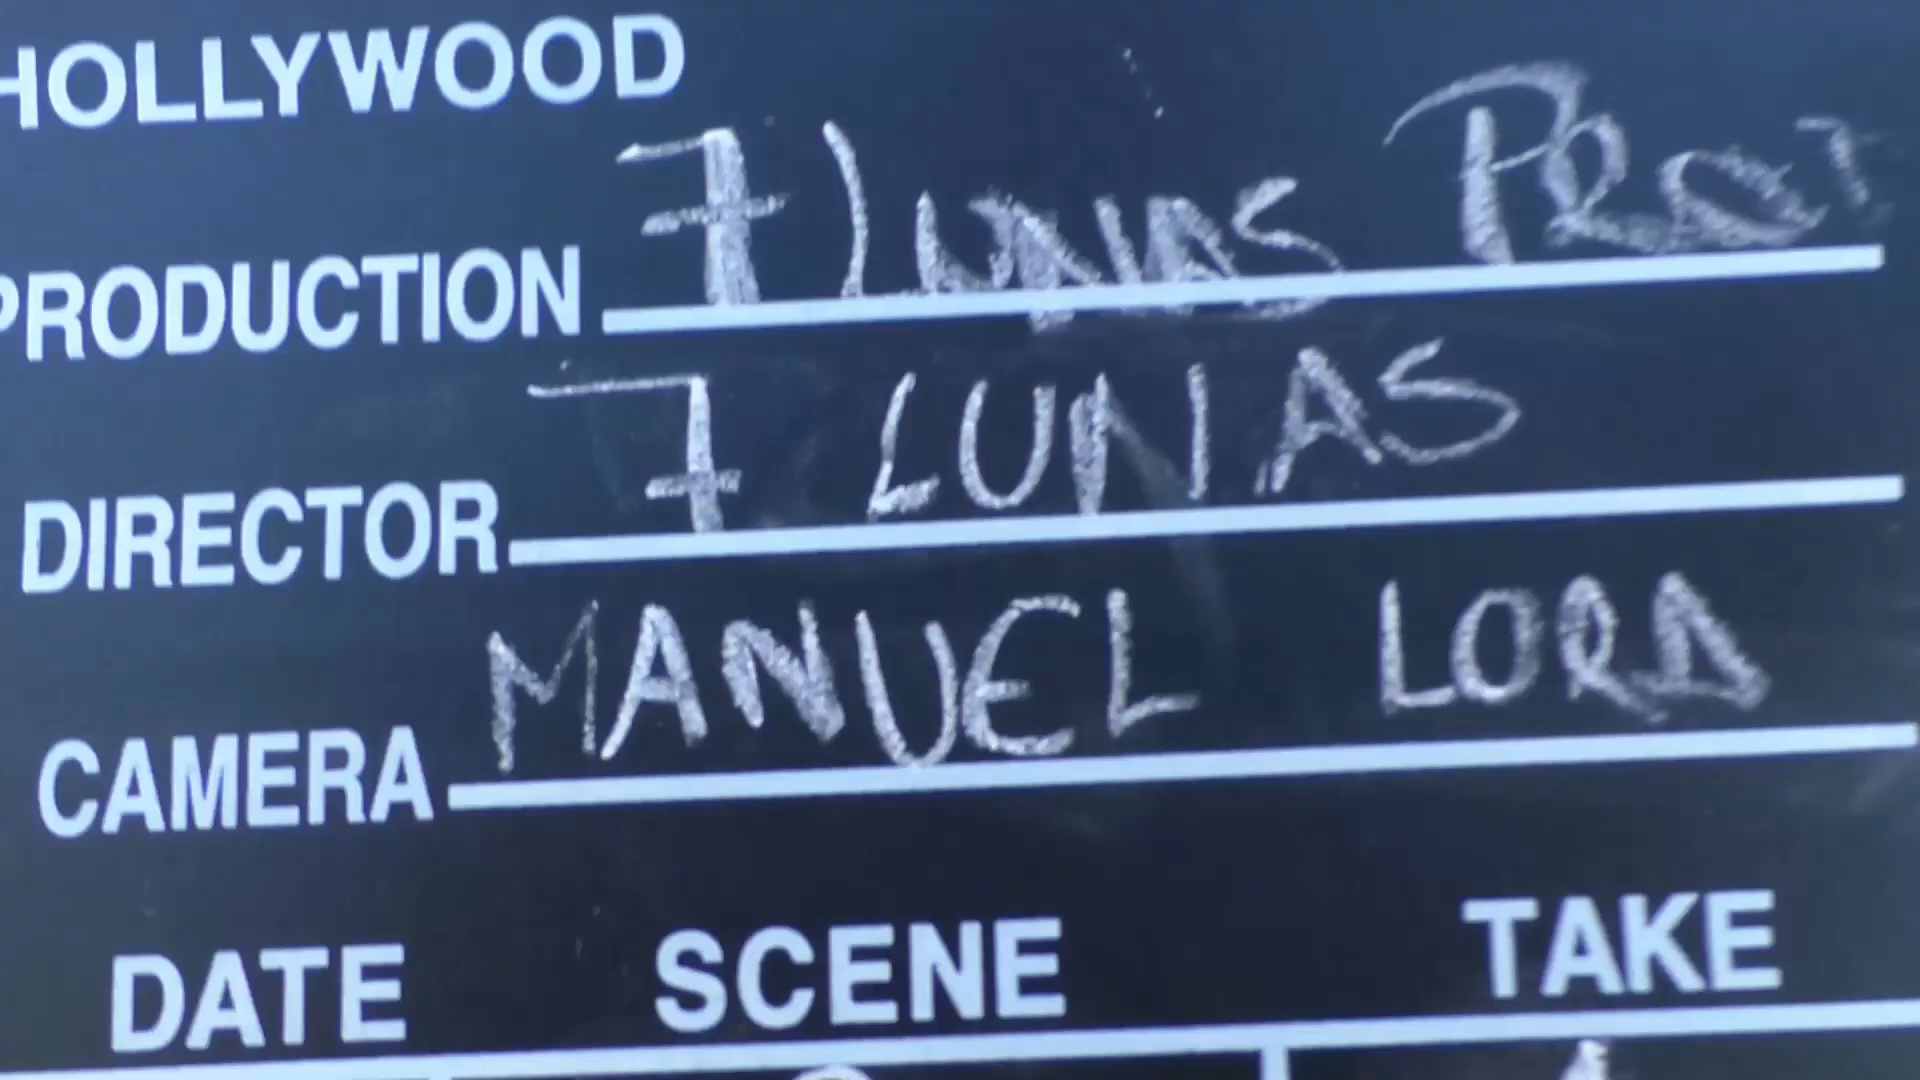 HOLLYWOOD
PRODUCTION 7 LUNAS
DIRECTOR 7 LUNAS
CAMERA MANUEL LORA
DATE SCENE TAKE